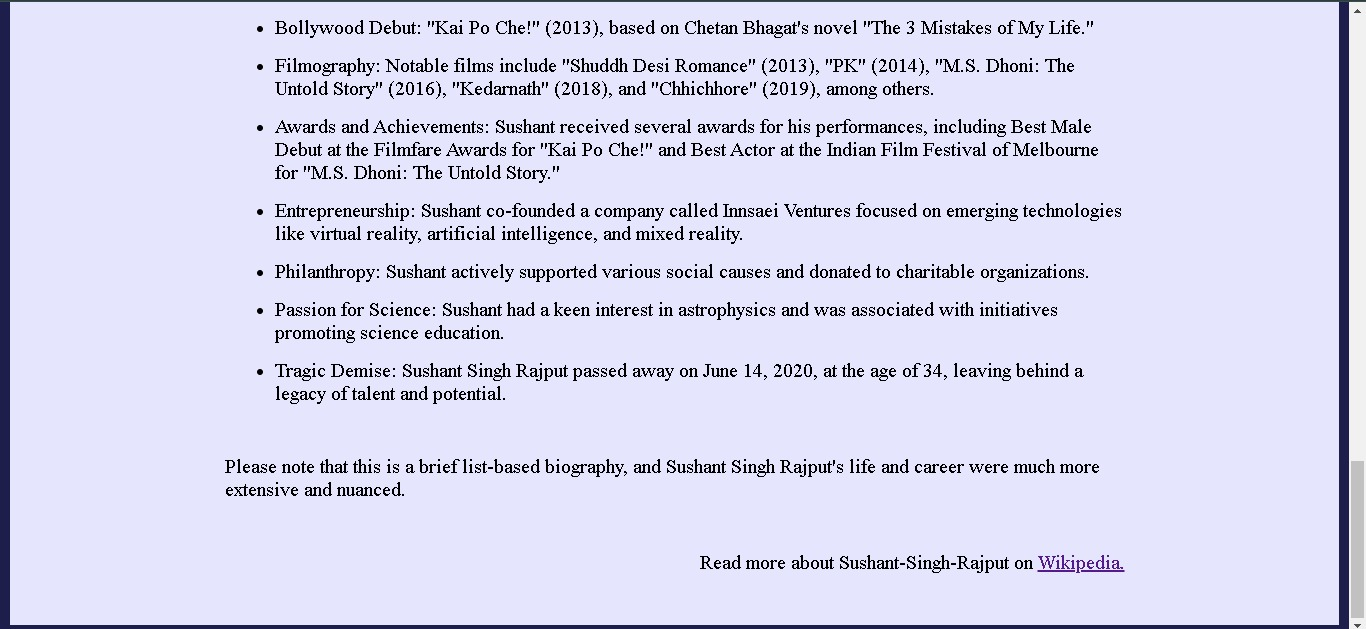 Bollywood Debut: "Kai Po Che!" (2013), based on Chetan Bhagat's novel "The 3 Mistakes of My Life."
Filmography: Notable films include "Shuddh Desi Romance" (2013), "PK" (2014), "M.S. Dhoni: The
Untold Story" (2016), "Kedarnath" (2018), and "Chhichhore" (2019), among others.
Awards and Achievements: Sushant received several awards for his performances, including Best Male
Debut at the Filmfare Awards for "Kai Po Che!" and Best Actor at the Indian Film Festival of Melbourne
for "M.S. Dhoni: The Untold Story."
Entrepreneurship: Sushant co-founded a company called Innsaei Ventures focused on emerging technologies
like virtual reality, artificial intelligence, and mixed reality.
Philanthropy: Sushant actively supported various social causes and donated to charitable organizations.
Passion for Science: Sushant had a keen interest in astrophysics and was associated with initiatives
promoting science education.
Tragic Demise: Sushant Singh Rajput passed away on June 14, 2020, at the age of 34, leaving behind a
legacy of talent and potential.
Please note that this is a brief list-based biography, and Sushant Singh Rajput's life and career were much more
extensive and nuanced.
Read more about Sushant-Singh-Rajput on Wikipedia.